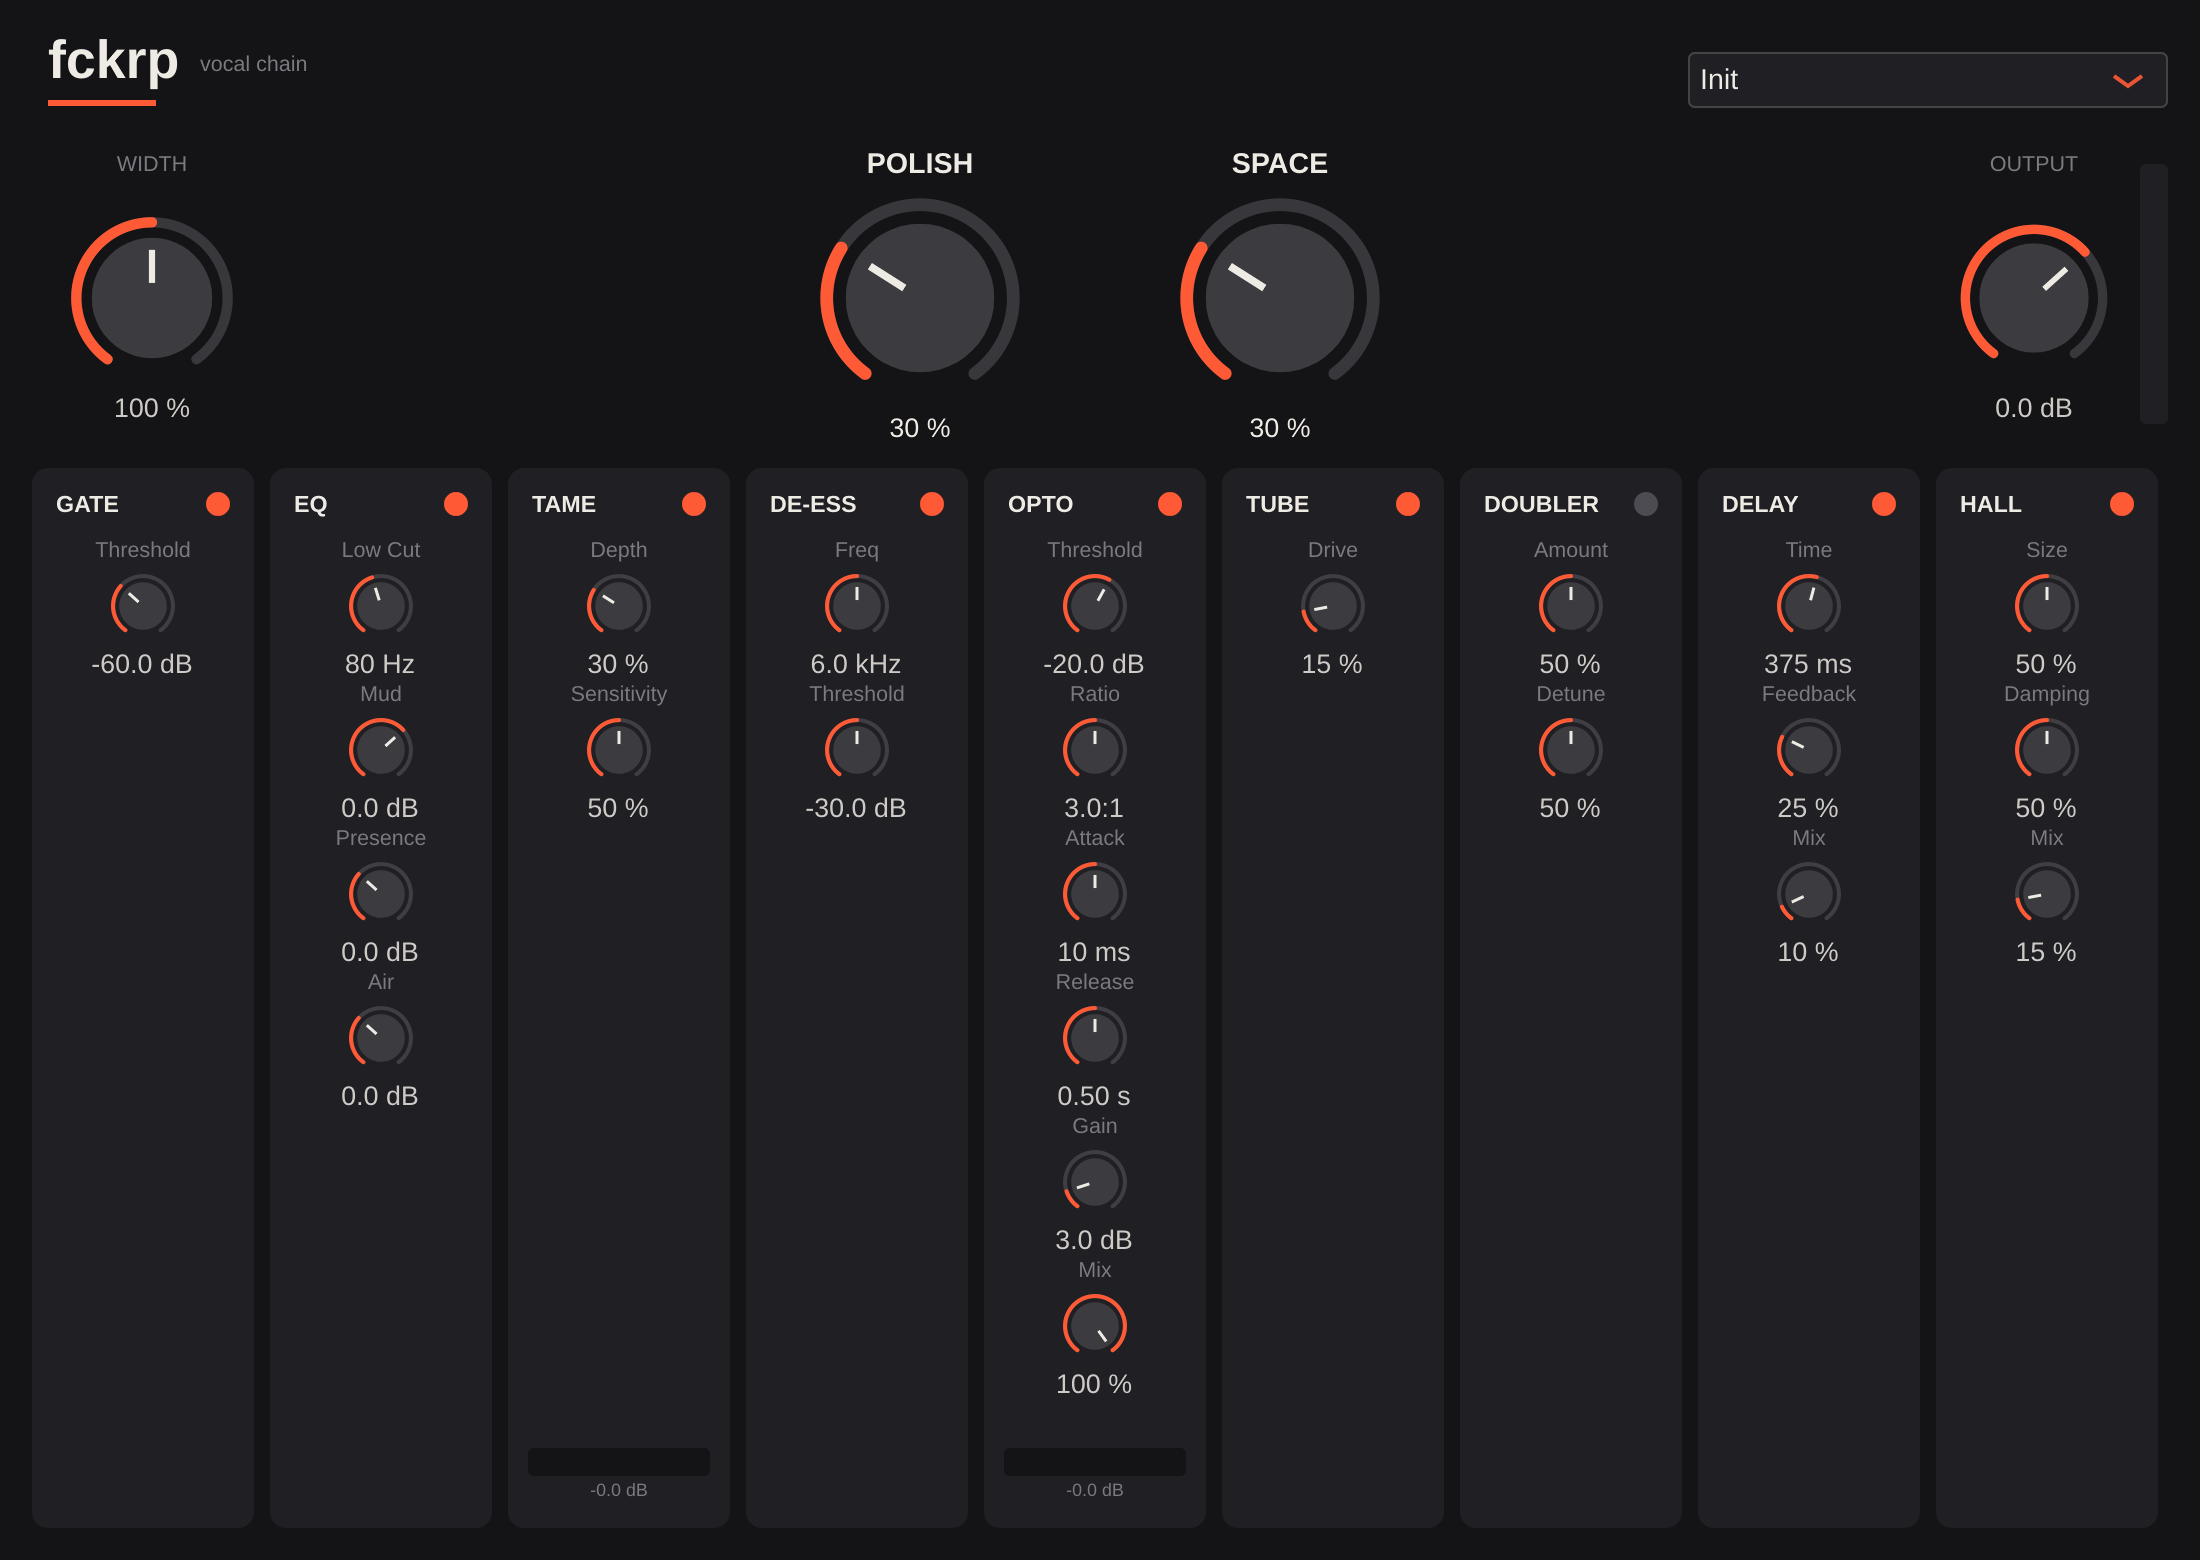 fckrp vocal chain
Init
WIDTH
100 %
POLISH
30 %
SPACE
30 %
OUTPUT
0.0 dB
GATE
Threshold
-60.0 dB
EQ
Low Cut
80 Hz
Mud
0.0 dB
Presence
0.0 dB
Air
0.0 dB
TAME
Depth
30 %
Sensitivity
50 %
-0.0 dB
DE-ESS
Freq
6.0 kHz
Threshold
-30.0 dB
OPTO
Threshold
-20.0 dB
Ratio
3.0:1
Attack
10 ms
Release
0.50 s
Gain
3.0 dB
Mix
100 %
-0.0 dB
TUBE
Drive
15 %
DOUBLER
Amount
50 %
Detune
50 %
DELAY
Time
375 ms
Feedback
25 %
Mix
10 %
HALL
Size
50 %
Damping
50 %
Mix
15 %